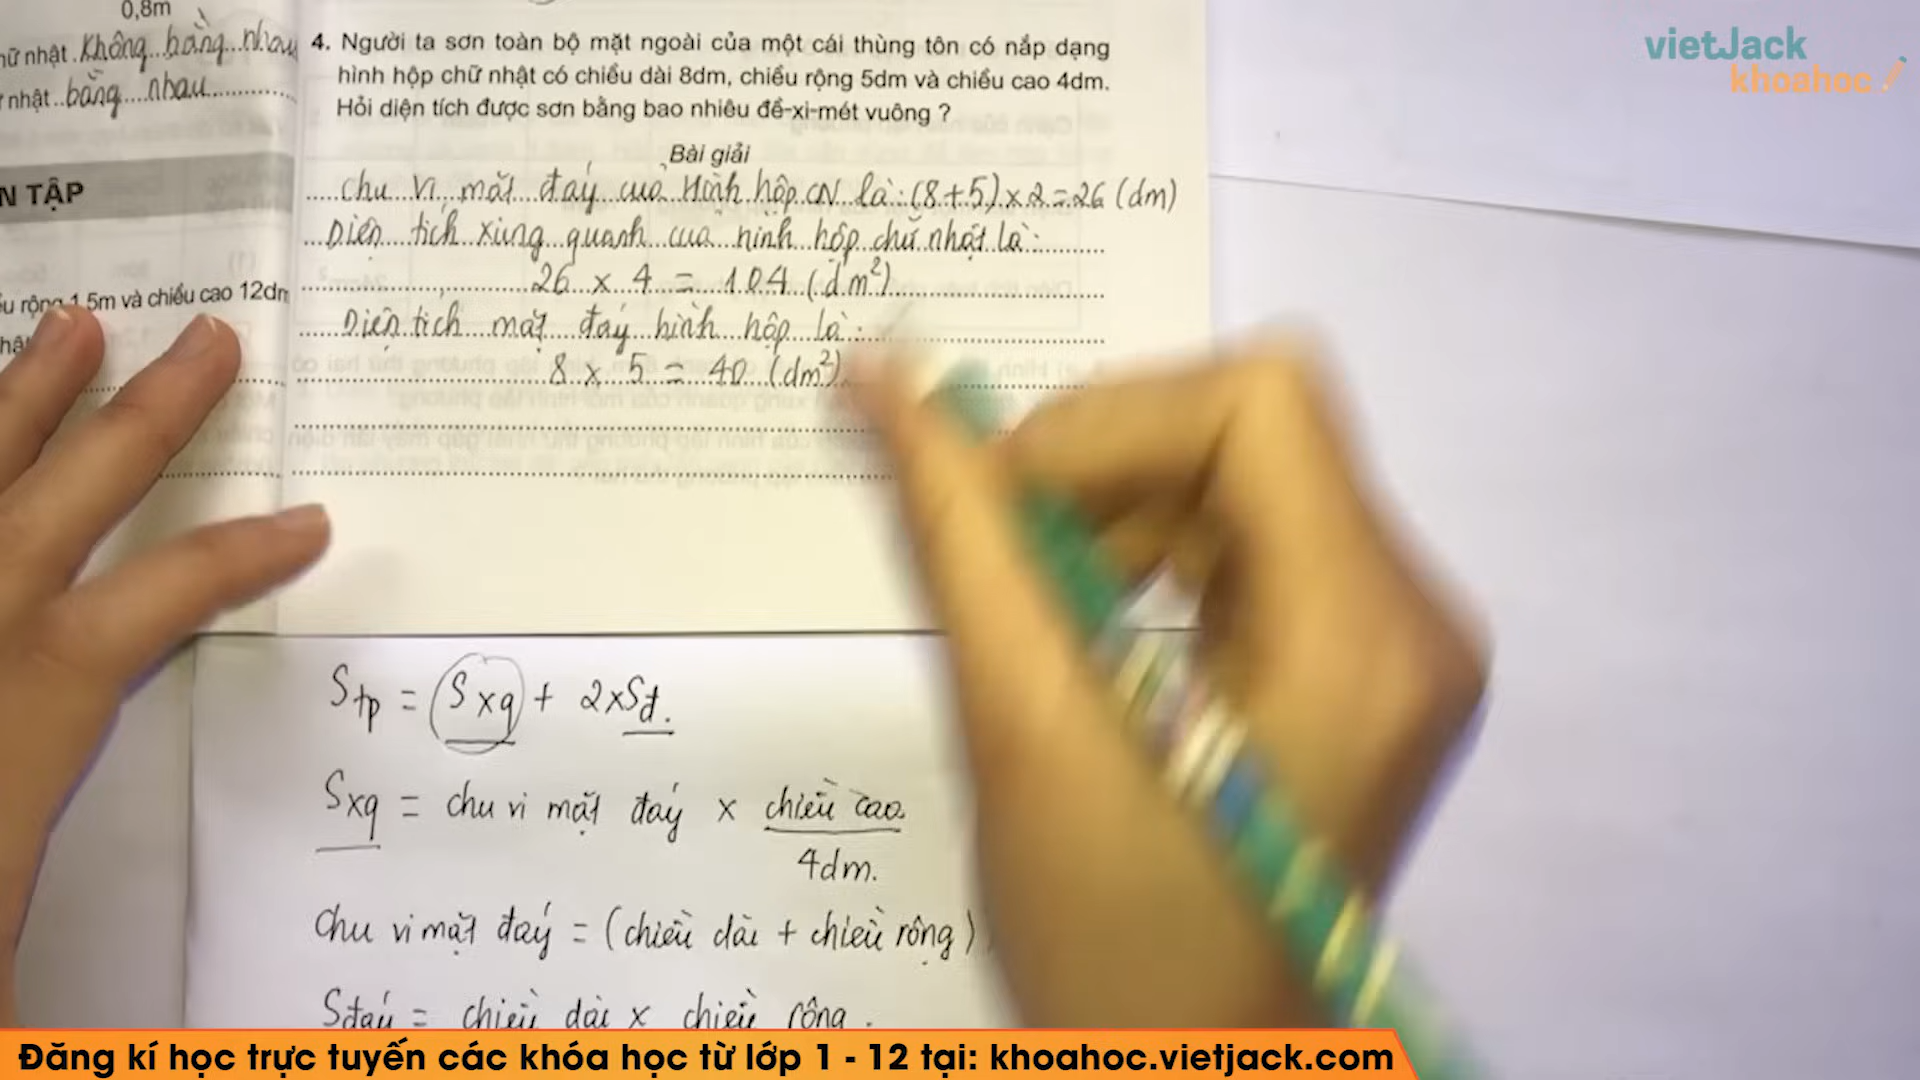 0,8m
nữ nhật Không bằng nhau
nhật bằng nhau
N TẬP
ều rộng 1,5m và chiều cao 12dm
4. Người ta sơn toàn bộ mặt ngoài của một cái thùng tôn có nắp dạng
hình hộp chữ nhật có chiều dài 8dm, chiều rộng 5dm và chiều cao 4dm.
Hỏi diện tích được sơn bằng bao nhiêu đề-xi-mét vuông ?
Bài giải
Chu vi mặt đáy của Hình hộp CN là: (8+5) x 2 = 26 (dm)
Diện tích xung quanh của hình hộp chữ nhật là:
26 x 4 = 104 (dm²)
Diện tích mặt đáy hình hộp là:
8 x 5 = 40 (dm²)
Stp = Sxq + 2xSđ.
Sxq = chu vi mặt đáy x chiều cao
4dm.
Chu vi mặt đáy = (chiều dài + chiều rộng)
Sđáy = chiều dài x chiều rộng.
vietJack
khoahoc
Đăng kí học trực tuyến các khóa học từ lớp 1 - 12 tại: khoahoc.vietjack.com